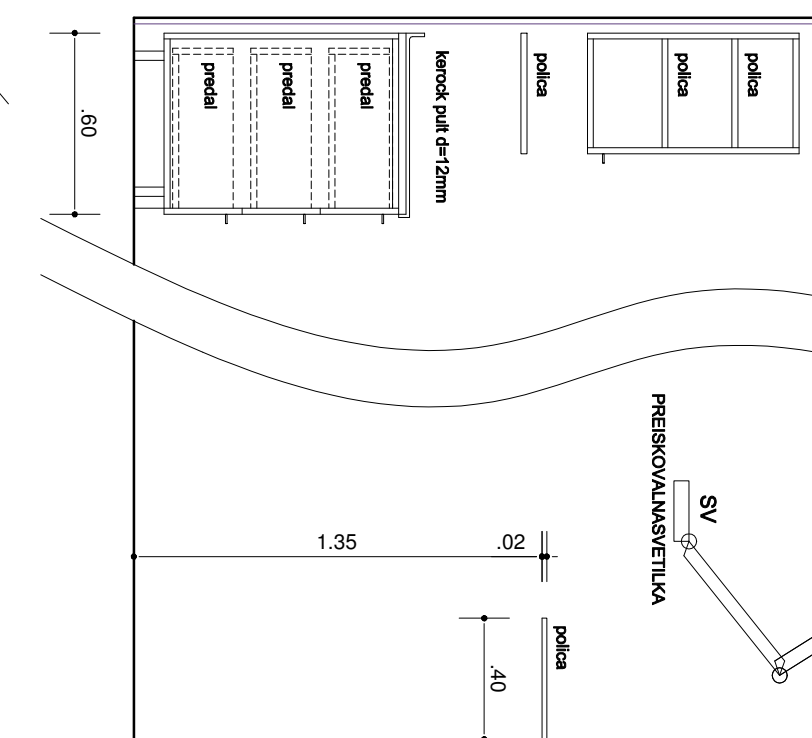 .60
predal
predal
predal
kerock pult d=12mm
polica
polica
polica
PREISKOVALNASVETILKA
SV
1.35
.02
polica
.40